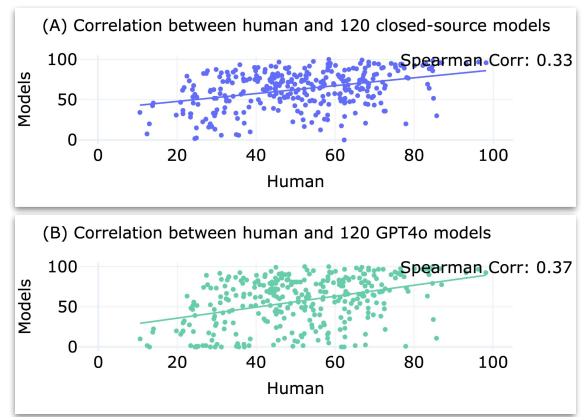 (A) Correlation between human and 120 closed-source models
100
Spearman Corr: 0.33
50
0
Models
0 20 40 60 80 100
Human
(B) Correlation between human and 120 GPT4o models
100
Spearman Corr: 0.37
50
0
Models
0 20 40 60 80 100
Human